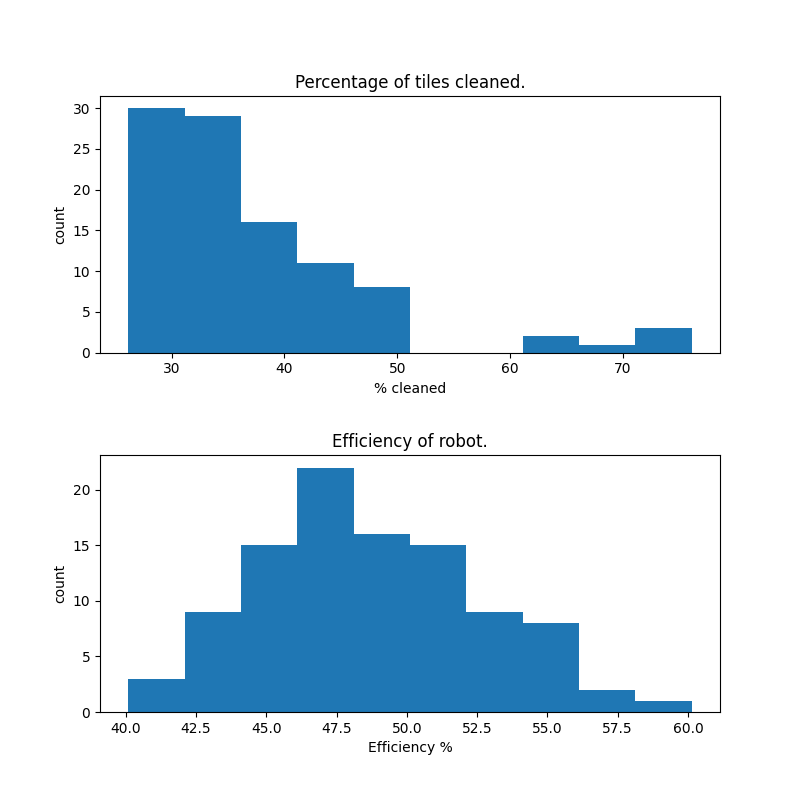 Percentage of tiles cleaned.
30
25
20
15
10
5
0
count
30 40 50 60 70
% cleaned
Efficiency of robot.
20
15
10
5
0
count
40.0 42.5 45.0 47.5 50.0 52.5 55.0 57.5 60.0
Efficiency %